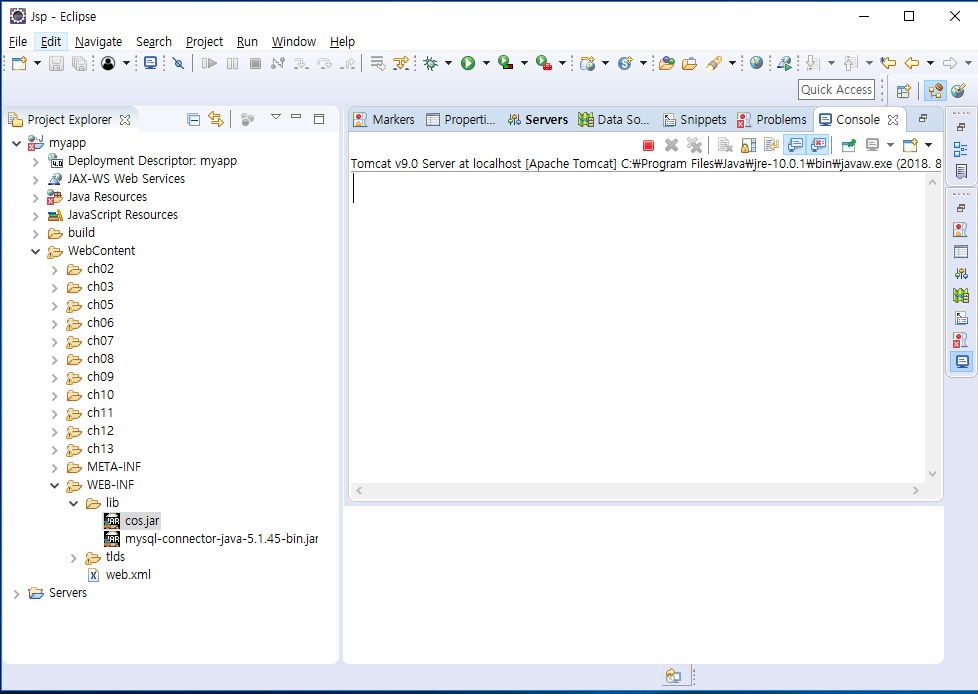 Jsp - Eclipse
File Edit Navigate Search Project Run Window Help
Quick Access
Project Explorer
Markers Properti... Servers Data So... Snippets Problems Console
myapp
Deployment Descriptor: myapp
JAX-WS Web Services
Java Resources
JavaScript Resources
build
WebContent
ch02
ch03
ch05
ch06
ch07
ch08
ch09
ch10
ch11
ch12
ch13
META-INF
WEB-INF
lib
cos.jar
mysql-connector-java-5.1.45-bin.jar
tlds
web.xml
Servers
Tomcat v9.0 Server at localhost [Apache Tomcat] C:₩Program Files₩Java₩jre-10.0.1₩bin₩javaw.exe (2018. 8